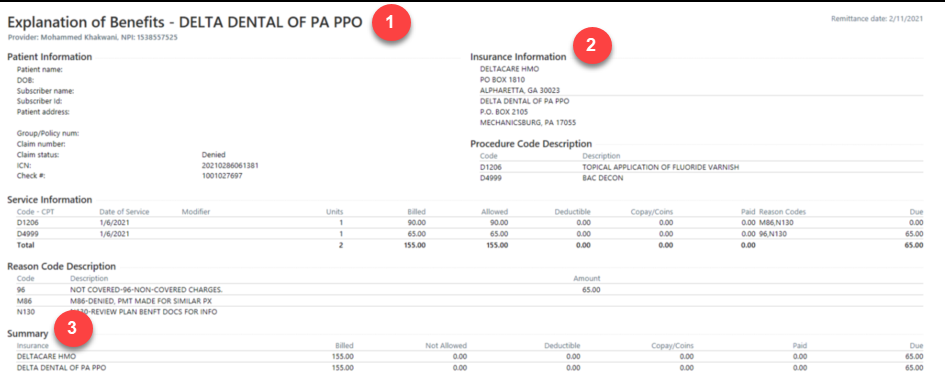 Explanation of Benefits - DELTA DENTAL OF PA PPO
1
Remittance date: 2/11/2021
Provider: Mohammed Khakwani, NPI: 1538557525
2
Patient Information
Patient name:
DOB:
Subscriber name:
Subscriber Id:
Patient address:
Group/Policy num:
Claim number:
Claim status: Denied
ICN: 20210286061381
Check #: 1001027697
Insurance Information
DELTACARE HMO
PO BOX 1810
ALPHARETTA, GA 30023
DELTA DENTAL OF PA PPO
P.O. BOX 2105
MECHANICSBURG, PA 17055
Procedure Code Description
Code Description
D1206 TOPICAL APPLICATION OF FLUORIDE VARNISH
D4999 BAC DECON
Service Information
Code - CPT Date of Service Modifier Units Billed Allowed Deductible Copay/Coins Paid Reason Codes Due
D1206 1/6/2021 1 90.00 90.00 0.00 0.00 0.00 M86,N130 0.00
D4999 1/6/2021 1 65.00 65.00 0.00 0.00 0.00 96,N130 65.00
Total 2 155.00 155.00 0.00 0.00 0.00 65.00
Reason Code Description
Code Description Amount
96 NOT COVERED-96-NON-COVERED CHARGES. 65.00
M86 M86-DENIED, PMT MADE FOR SIMILAR PX
N130 N130-REVIEW PLAN BENFT DOCS FOR INFO
3
Summary
Insurance Billed Not Allowed Deductible Copay/Coins Paid Due
DELTACARE HMO 155.00 0.00 0.00 0.00 0.00 65.00
DELTA DENTAL OF PA PPO 155.00 0.00 0.00 0.00 0.00 65.00